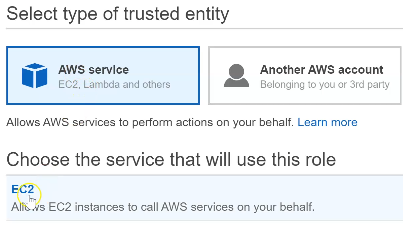 Select type of trusted entity
AWS service
EC2, Lambda and others
Another AWS account
Belonging to you or 3rd party
Allows AWS services to perform actions on your behalf. Learn more
Choose the service that will use this role
EC2
Allows EC2 instances to call AWS services on your behalf.